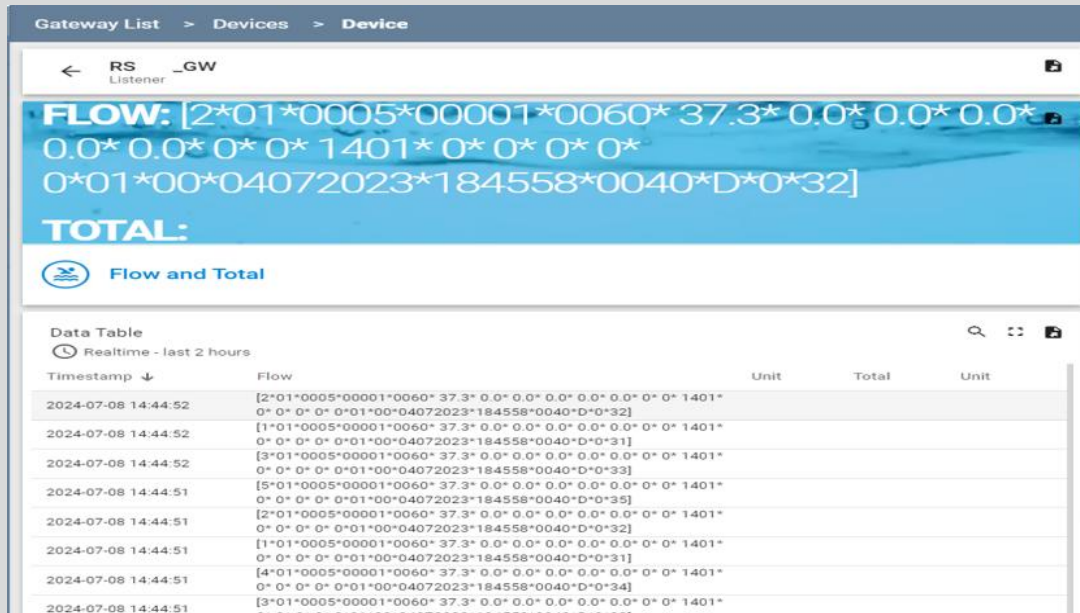 Gateway List > Devices > Device
RS _GW
Listener
FLOW: [2*01*0005*00001*0060* 37.3* 0.0* 0.0* 0.0*
0.0* 0.0* 0* 0* 1401* 0* 0* 0* 0*
0*01*00*04072023*184558*0040*D*0*32]
TOTAL:
Flow and Total
Data Table
Realtime - last 2 hours
Timestamp Flow Unit Total Unit
[2*01*0005*00001*0060* 37.3* 0.0* 0.0* 0.0* 0.0* 0.0* 0* 0* 1401*
2024-07-08 14:44:52
0* 0* 0* 0* 0*01*00*04072023*184558*0040*D*0*32]
[1*01*0005*00001*0060* 37.3* 0.0* 0.0* 0.0* 0.0* 0.0* 0* 0* 1401*
2024-07-08 14:44:52
0* 0* 0* 0* 0*01*00*04072023*184558*0040*D*0*31]
[3*01*0005*00001*0060* 37.3* 0.0* 0.0* 0.0* 0.0* 0.0* 0* 0* 1401*
2024-07-08 14:44:52
0* 0* 0* 0* 0*01*00*04072023*184558*0040*D*0*33]
[5*01*0005*00001*0060* 37.3* 0.0* 0.0* 0.0* 0.0* 0.0* 0* 0* 1401*
2024-07-08 14:44:51
0* 0* 0* 0* 0*01*00*04072023*184558*0040*D*0*35]
[2*01*0005*00001*0060* 37.3* 0.0* 0.0* 0.0* 0.0* 0.0* 0* 0* 1401*
2024-07-08 14:44:51
0* 0* 0* 0* 0*01*00*04072023*184558*0040*D*0*32]
[1*01*0005*00001*0060* 37.3* 0.0* 0.0* 0.0* 0.0* 0.0* 0* 0* 1401*
2024-07-08 14:44:51
0* 0* 0* 0* 0*01*00*04072023*184558*0040*D*0*31]
[4*01*0005*00001*0060* 37.3* 0.0* 0.0* 0.0* 0.0* 0.0* 0* 0* 1401*
2024-07-08 14:44:51
0* 0* 0* 0* 0*01*00*04072023*184558*0040*D*0*34]
[3*01*0005*00001*0060* 37.3* 0.0* 0.0* 0.0* 0.0* 0.0* 0* 0* 1401*
2024-07-08 14:44:51